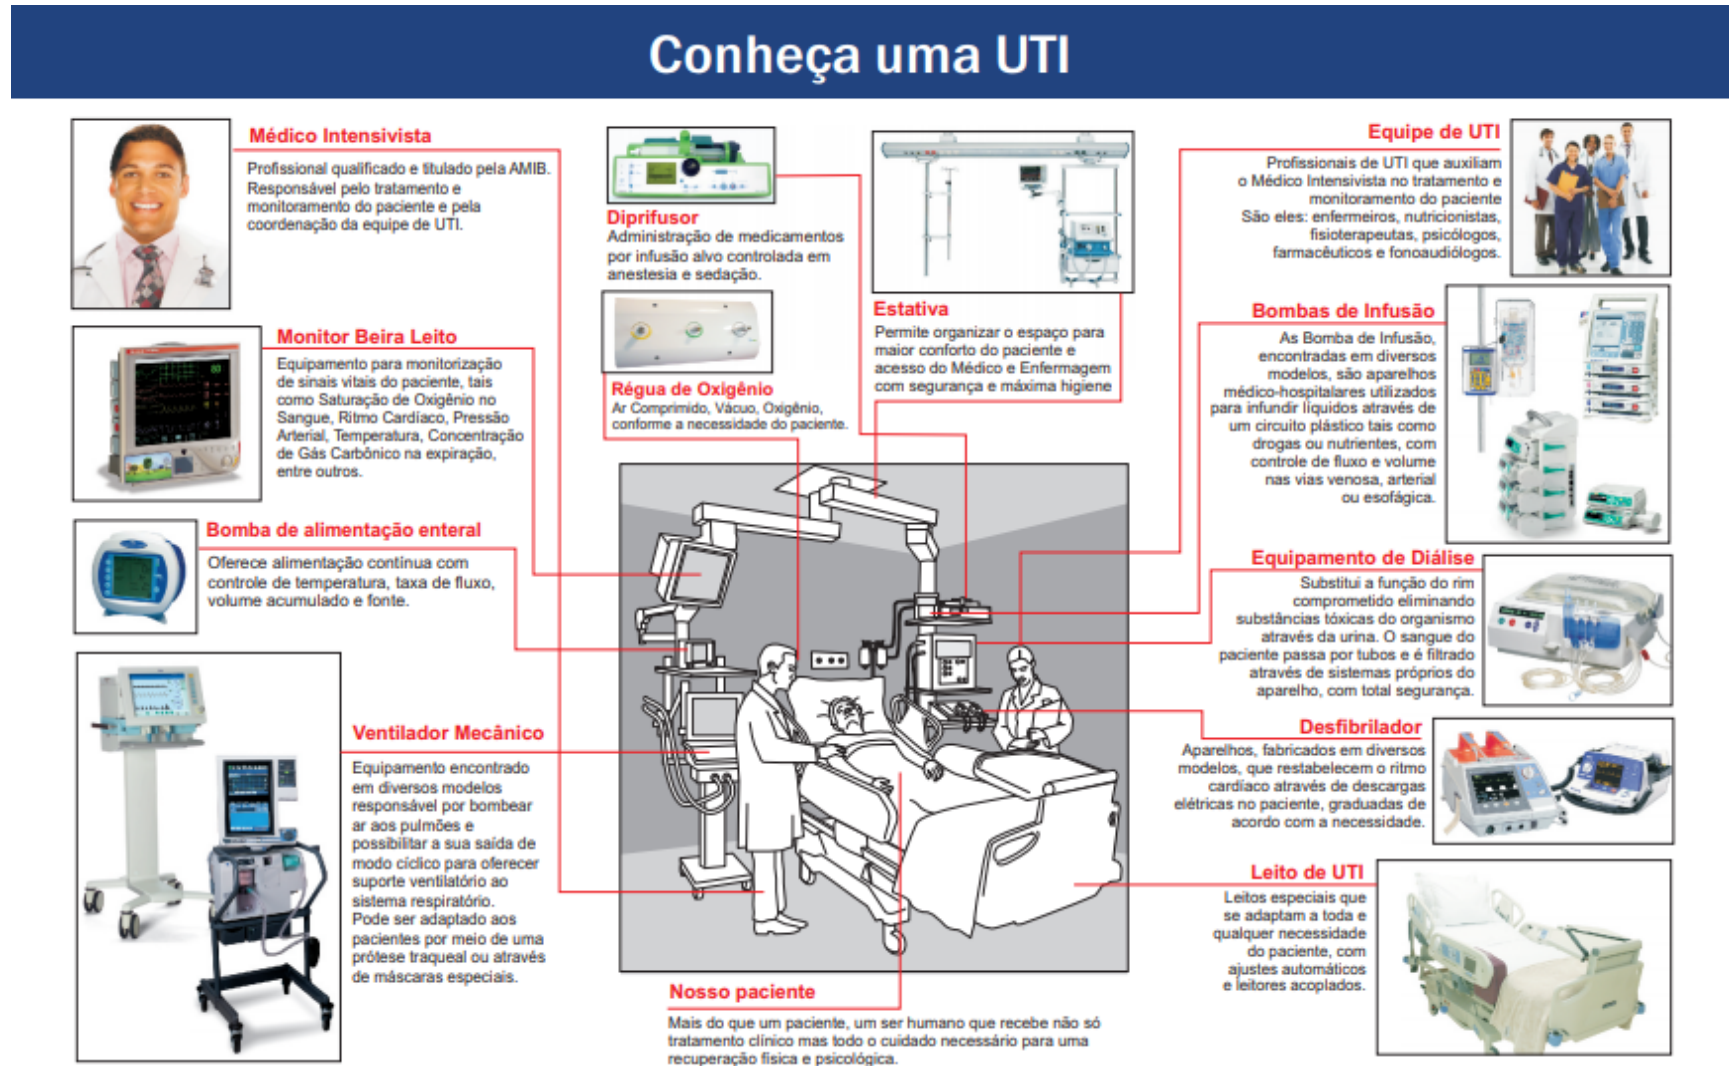 Conheça uma UTI
Médico Intensivista
Profissional qualificado e titulado pela AMIB.
Responsável pelo tratamento e
monitoramento do paciente e pela
coordenação da equipe de UTI.
Monitor Beira Leito
Equipamento para monitorização
de sinais vitais do paciente, tais
como Saturação de Oxigênio no
Sangue, Ritmo Cardíaco, Pressão
Arterial, Temperatura, Concentração
de Gás Carbônico na expiração,
entre outros.
Bomba de alimentação enteral
Oferece alimentação contínua com
controle de temperatura, taxa de fluxo,
volume acumulado e fonte.
Ventilador Mecânico
Equipamento encontrado
em diversos modelos
responsável por bombear
ar aos pulmões e
possibilitar a sua saída de
modo cíclico para oferecer
suporte ventilatório ao
sistema respiratório.
Pode ser adaptado aos
pacientes por meio de uma
prótese traqueal ou através
de máscaras especiais.
Diprifusor
Administração de medicamentos
por infusão alvo controlada em
anestesia e sedação.
Régua de Oxigênio
Ar Comprimido, Vácuo, Oxigênio,
conforme a necessidade do paciente.
Estativa
Permite organizar o espaço para
maior conforto do paciente e
acesso do Médico e Enfermagem
com segurança e máxima higiene
Nosso paciente
Mais do que um paciente, um ser humano que recebe não só
tratamento clínico mas todo o cuidado necessário para uma
recuperação física e psicológica.
Equipe de UTI
Profissionais de UTI que auxiliam
o Médico Intensivista no tratamento e
monitoramento do paciente
São eles: enfermeiros, nutricionistas,
fisioterapeutas, psicólogos,
farmacêuticos e fonoaudiólogos.
Bombas de Infusão
As Bomba de Infusão,
encontradas em diversos
modelos, são aparelhos
médico-hospitalares utilizados
para infundir líquidos através de
um circuito plástico tais como
drogas ou nutrientes, com
controle de fluxo e volume
nas vias venosa, arterial
ou esofágica.
Equipamento de Diálise
Substitui a função do rim
comprometido eliminando
substâncias tóxicas do organismo
através da urina. O sangue do
paciente passa por tubos e é filtrado
através de sistemas próprios do
aparelho, com total segurança.
Desfibrilador
Aparelhos, fabricados em diversos
modelos, que restabelecem o ritmo
cardíaco através de descargas
elétricas no paciente, graduadas de
acordo com a necessidade.
Leito de UTI
Leitos especiais que
se adaptam a toda e
qualquer necessidade
do paciente, com
ajustes automáticos
e leitores acoplados.